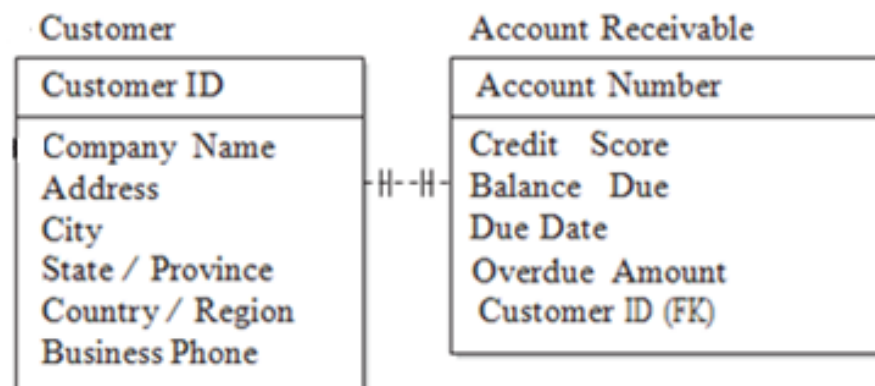 Customer
Customer ID
Company Name
Address
City
State / Province
Country / Region
Business Phone
Account Receivable
Account Number
Credit Score
Balance Due
Due Date
Overdue Amount
Customer ID (FK)